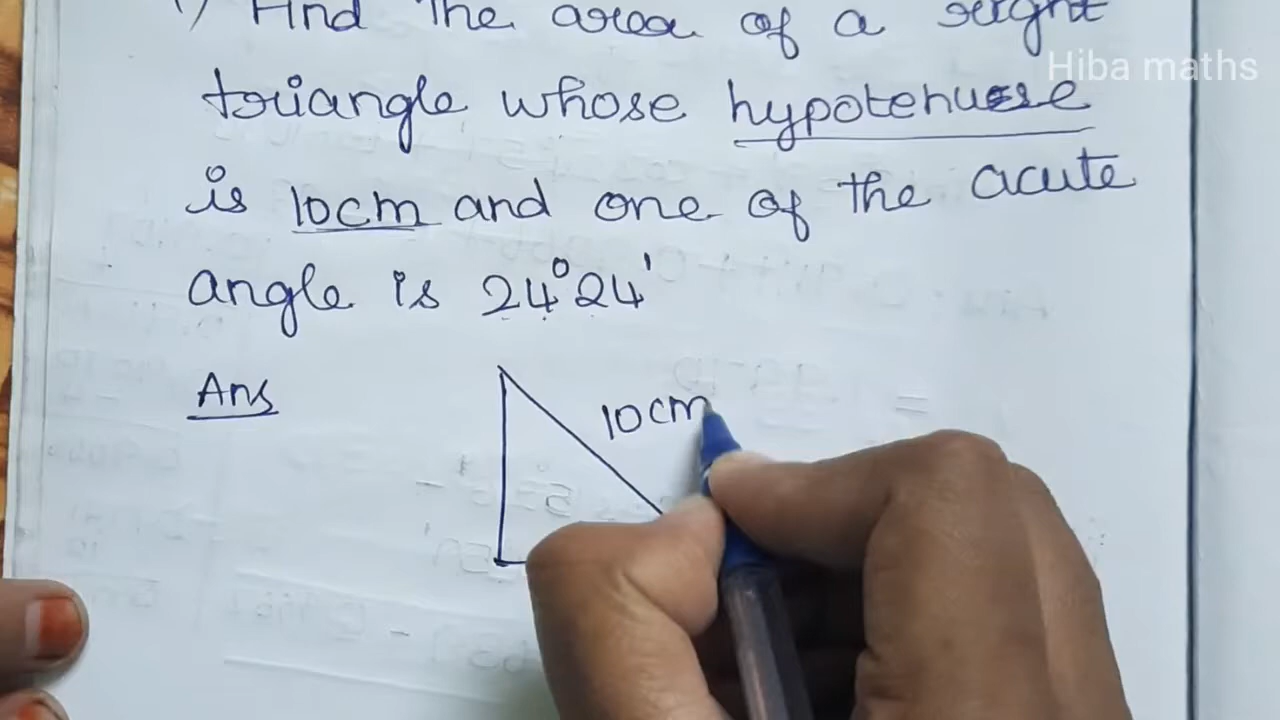 1) Find the area of a right
Hiba maths
triangle whose hypotenuse
is 10cm and one of the acute
angle is 24°24'
Ans
10cm